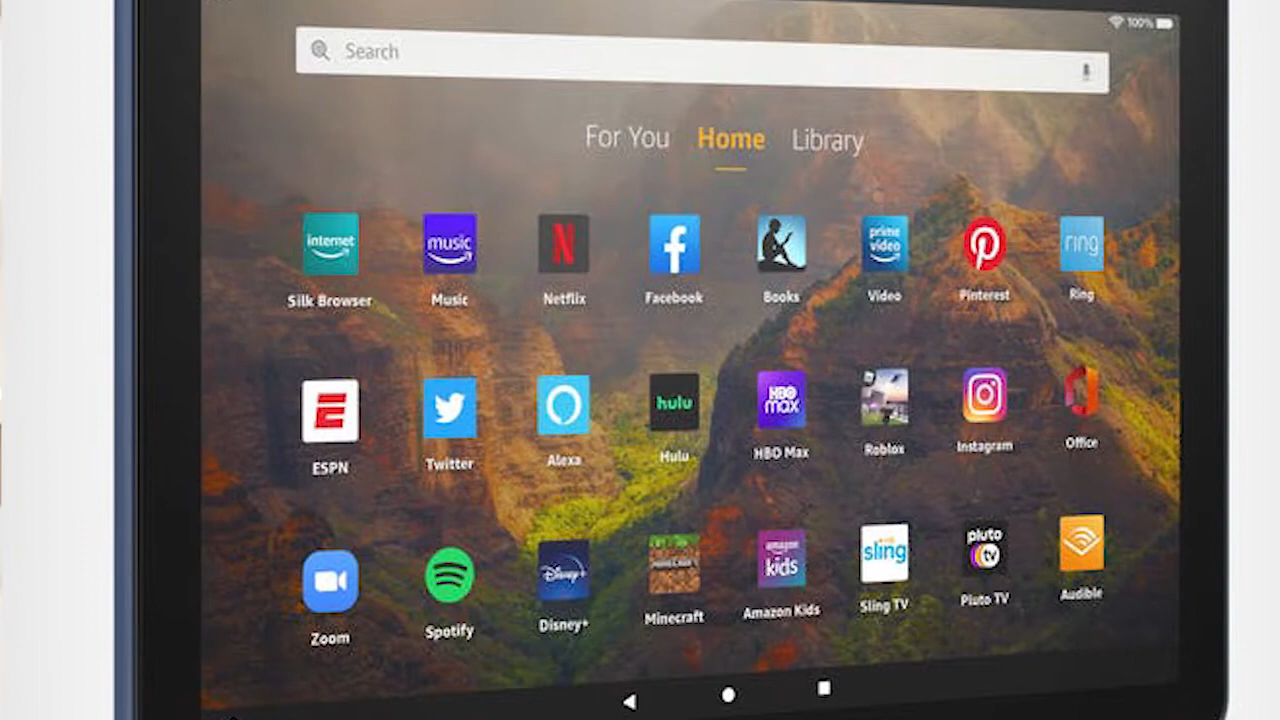 100%
Search
For You Home Library
internet music N f prime video ring
Silk Browser Music Netflix Facebook Books Video Pinterest Ring
E hulu HBO max
ESPN Twitter Alexa Hulu HBO Max Roblox Instagram Office
Disney+ MINECRAFT amazon kids sling pluto tv
Zoom Spotify Disney+ Minecraft Amazon Kids Sling TV Pluto TV Audible